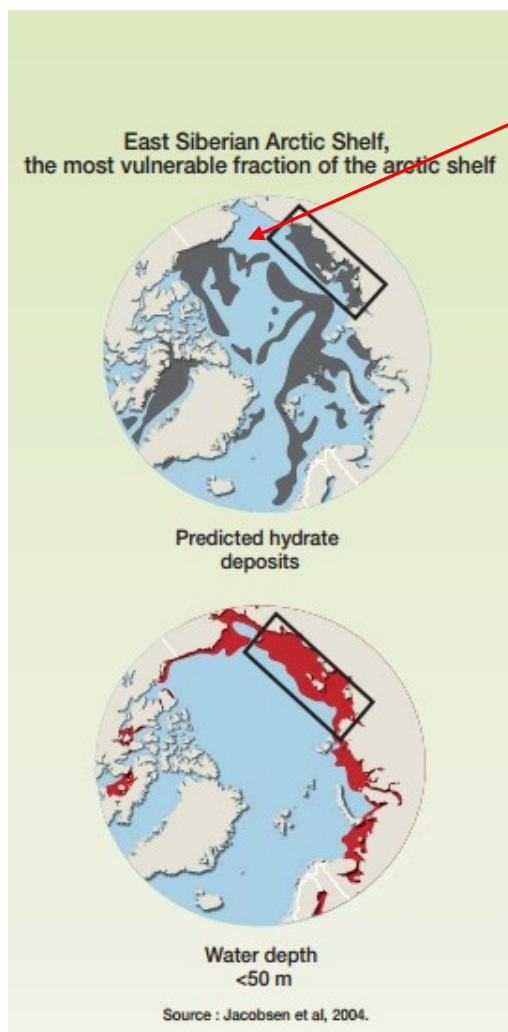 East Siberian Arctic Shelf,
the most vulnerable fraction of the arctic shelf
Predicted hydrate
deposits
Water depth
<50 m
Source : Jacobsen et al, 2004.